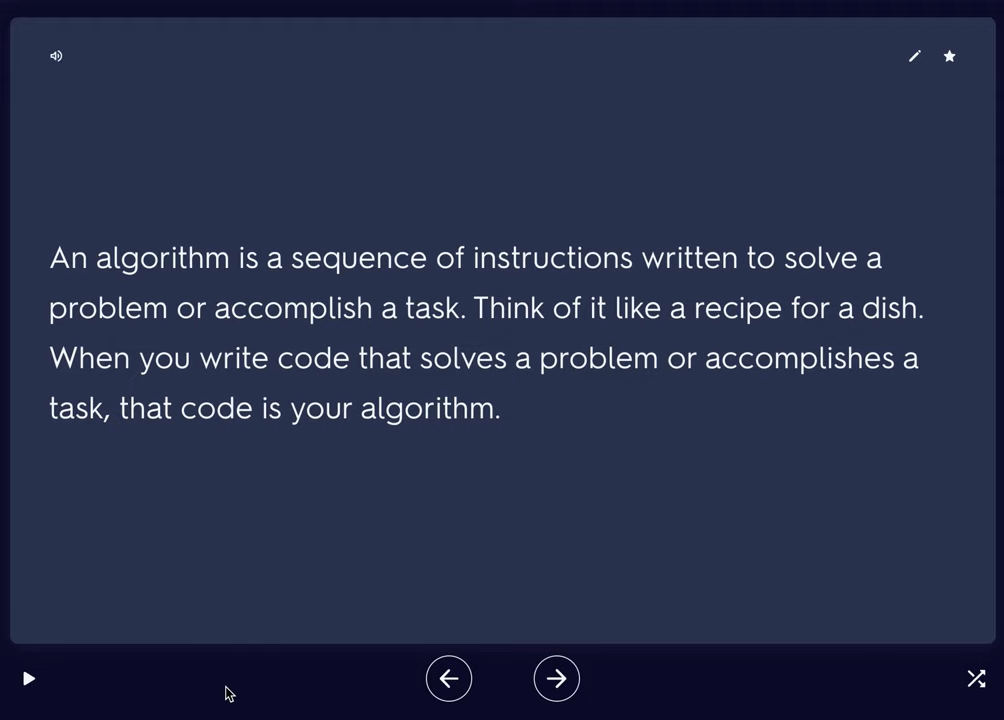 An algorithm is a sequence of instructions written to solve a
problem or accomplish a task. Think of it like a recipe for a dish.
When you write code that solves a problem or accomplishes a
task, that code is your algorithm.